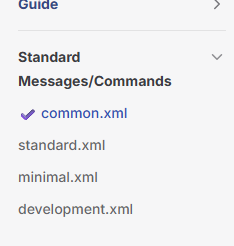 Guide
Standard
Messages/Commands
common.xml
standard.xml
minimal.xml
development.xml